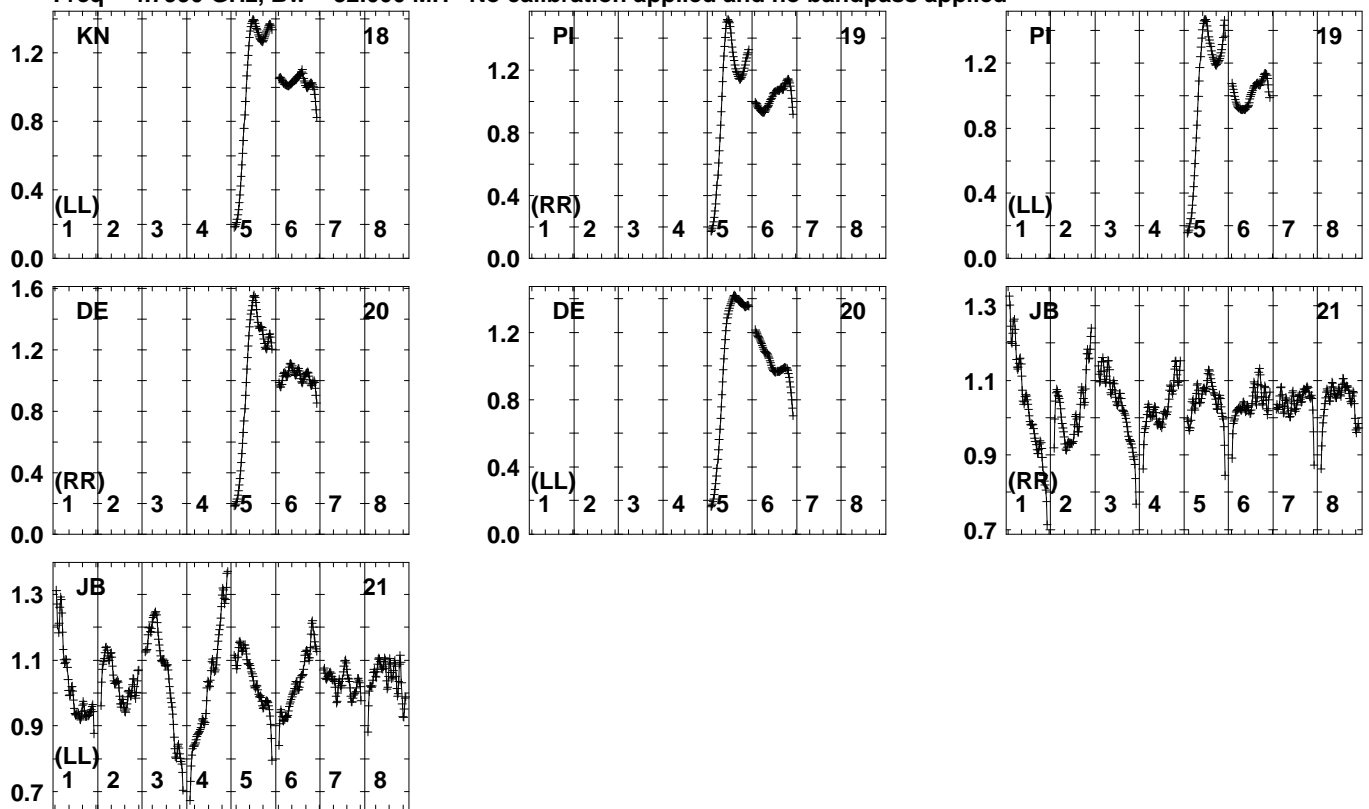 No calibration applied and no bandpass applied
KN 18 PI 19 PI 19
1.2 1.2 1.2
0.8 0.8 0.8
0.4 0.4 0.4
(LL) (RR) (LL)
1 2 3 4 5 6 7 8 1 2 3 4 5 6 7 8 1 2 3 4 5 6 7 8
0.0 0.0 0.0
1.6 1.3
DE 20 DE 20 JB 21
1.2 1.2 1.1
0.8 0.8 0.9
0.4 0.4
(RR) (LL) (RR)
1 2 3 4 5 6 7 8 1 2 3 4 5 6 7 8 1 2 3 4 5 6 7 8
0.0 0.0 0.7
JB 21
1.3
1.1
0.9
(LL)
1 2 3 4 5 6 7 8
0.7